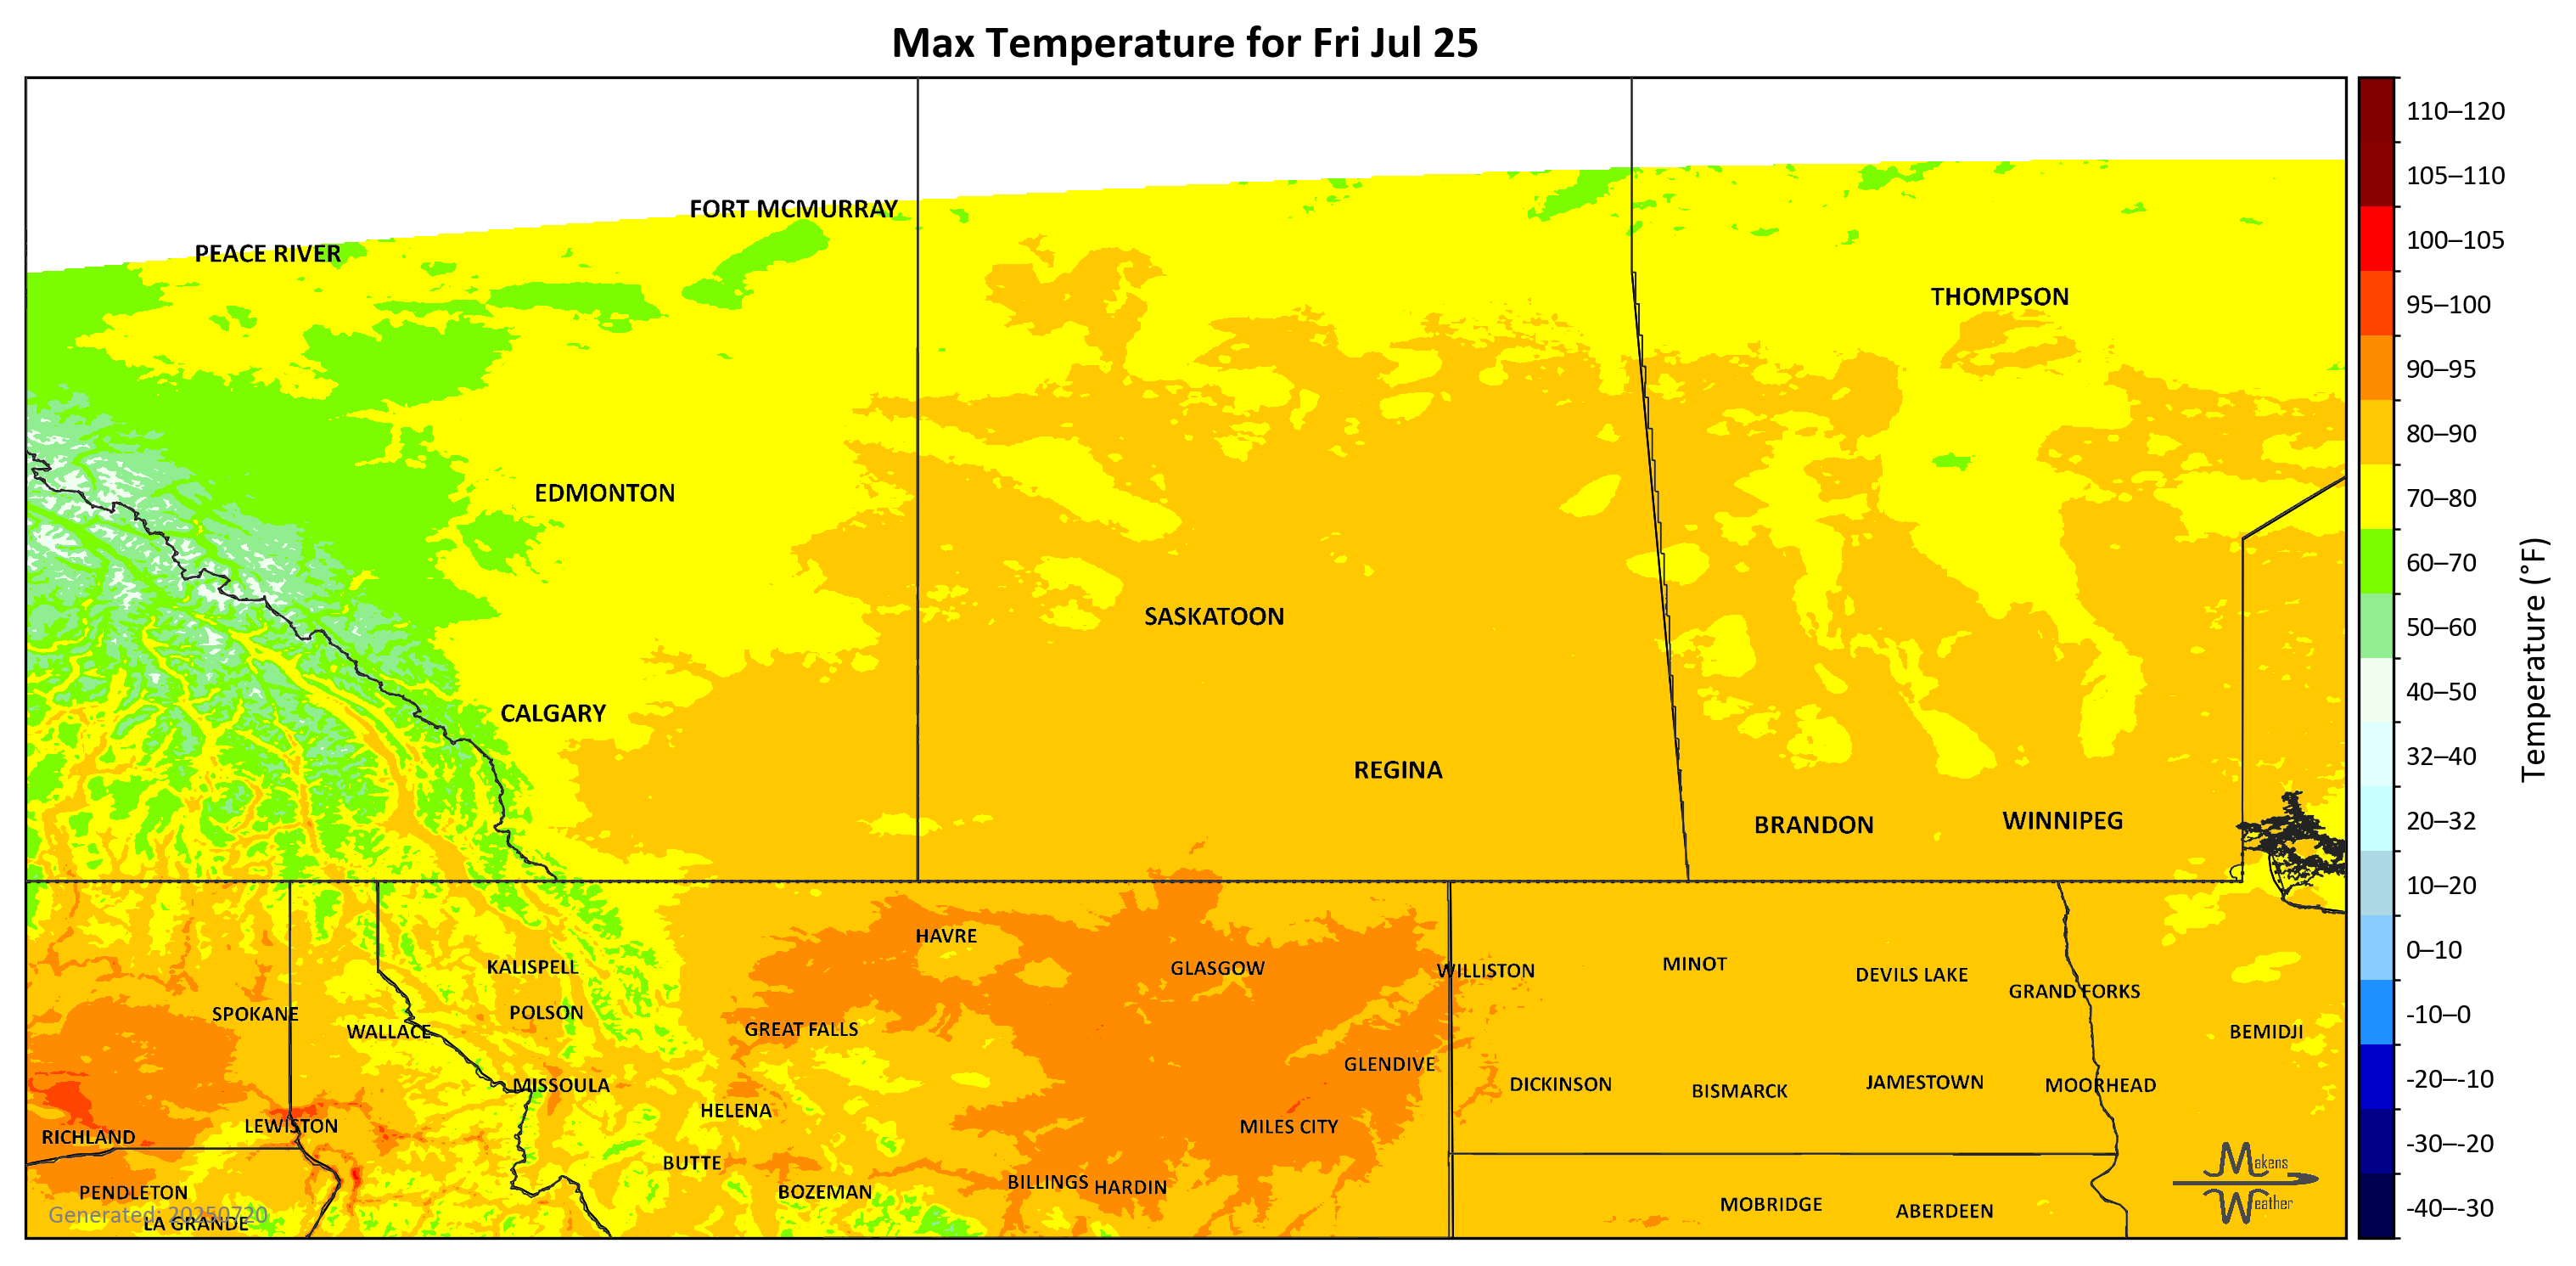 Max Temperature for Fri Jul 25
110–120
105–110
FORT MCMURRAY
100–105
PEACE RIVER
THOMPSON
95–100
90–95
80–90
EDMONTON
70–80
60–70
SASKATOON
50–60
Temperature (°F)
40–50
CALGARY
32–40
REGINA
BRANDON
WINNIPEG
20–32
10–20
HAVRE
0–10
KALISPELL
GLASGOW
WILLISTON
MINOT
DEVILS LAKE
GRAND FORKS
SPOKANE
POLSON
-10–0
WALLACE
GREAT FALLS
BEMIDJI
GLENDIVE
-20–-10
MISSOULA
DICKINSON
BISMARCK
JAMESTOWN
MOORHEAD
HELENA
LEWISTON
MILES CITY
RICHLAND
-30–-20
BUTTE
Makens
PENDLETON
BOZEMAN
BILLINGS
HARDIN
MOBRIDGE
ABERDEEN
Weather
-40–-30
Generated: 20250720
LA GRANDE